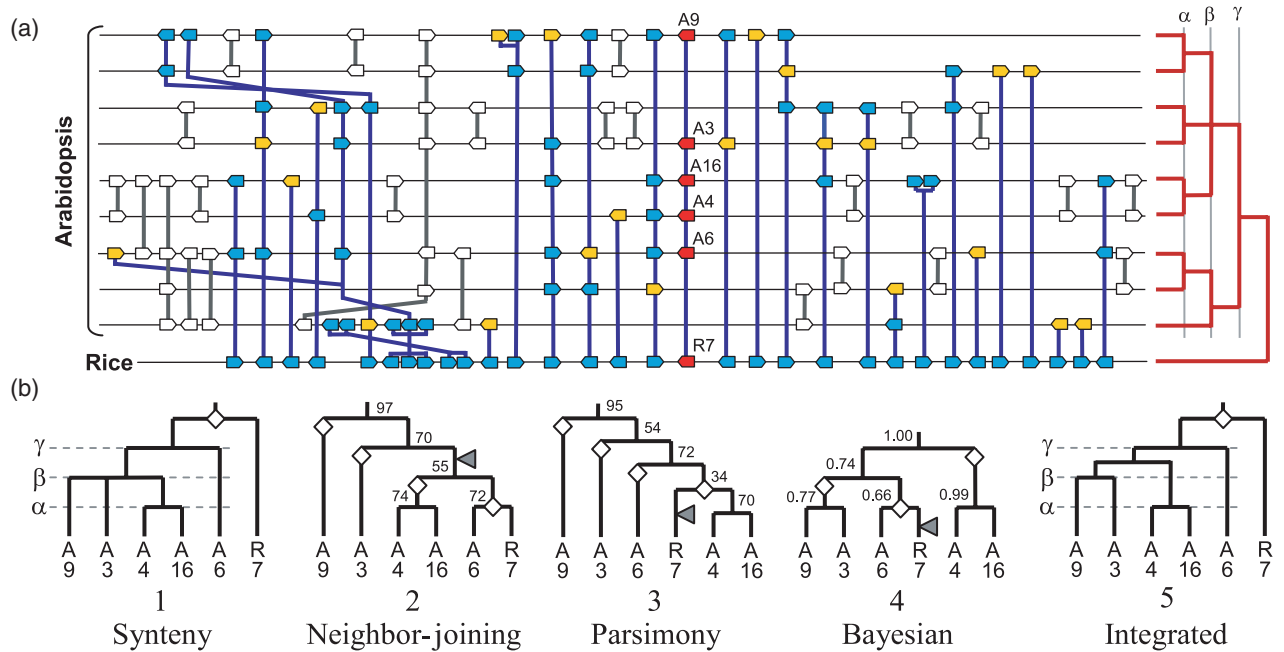 (a)
A9
α β γ
Arabidopsis
A3
A16
A4
A6
R7
Rice
(b)
γ
β
α
A 9
A 3
A 4
A 16
A 6
R 7
1
Synteny
97
70
55
74
72
A 9
A 3
A 4
A 16
A 6
R 7
2
Neighbor-joining
95
54
72
34
70
A 9
A 3
A 6
R 7
A 4
A 16
3
Parsimony
1.00
0.74
0.77
0.66
0.99
A 9
A 3
A 6
R 7
A 4
A 16
4
Bayesian
γ
β
α
A 9
A 3
A 4
A 16
A 6
R 7
5
Integrated